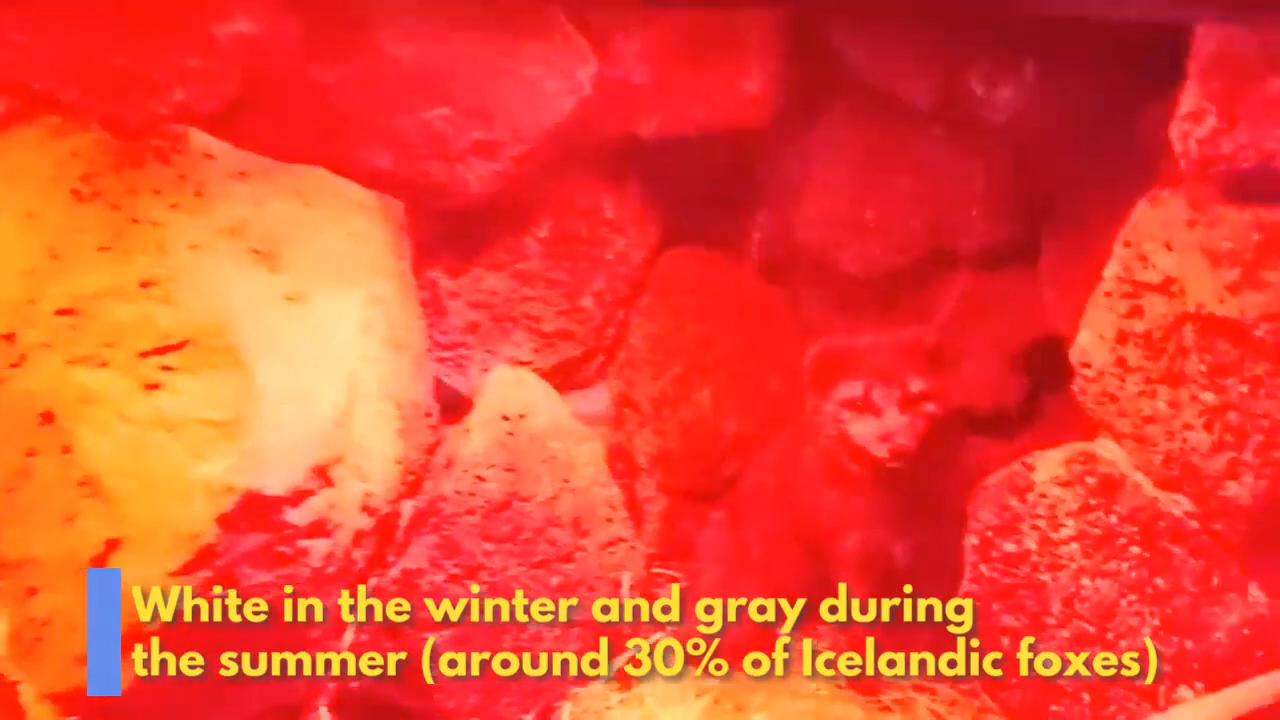 White in the winter and gray during
the summer (around 30% of Icelandic foxes)